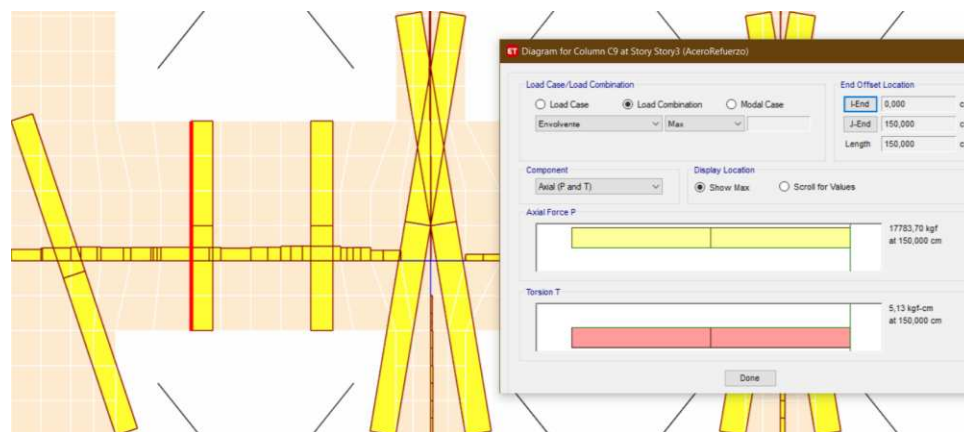 ET Diagram for Column C9 at Story Story3 (AceroRefuerzo)
Load Case/Load Combination
Load Case Load Combination Modal Case
Envolvente Max
End Offset Location
I-End 0,000 c
J-End 150,000 c
Length 150,000 c
Component
Axial (P and T)
Display Location
Show Max Scroll for Values
Axial Force P
17783,70 kgf
at 150,000 cm
Torsion T
5,13 kgf-cm
at 150,000 cm
Done